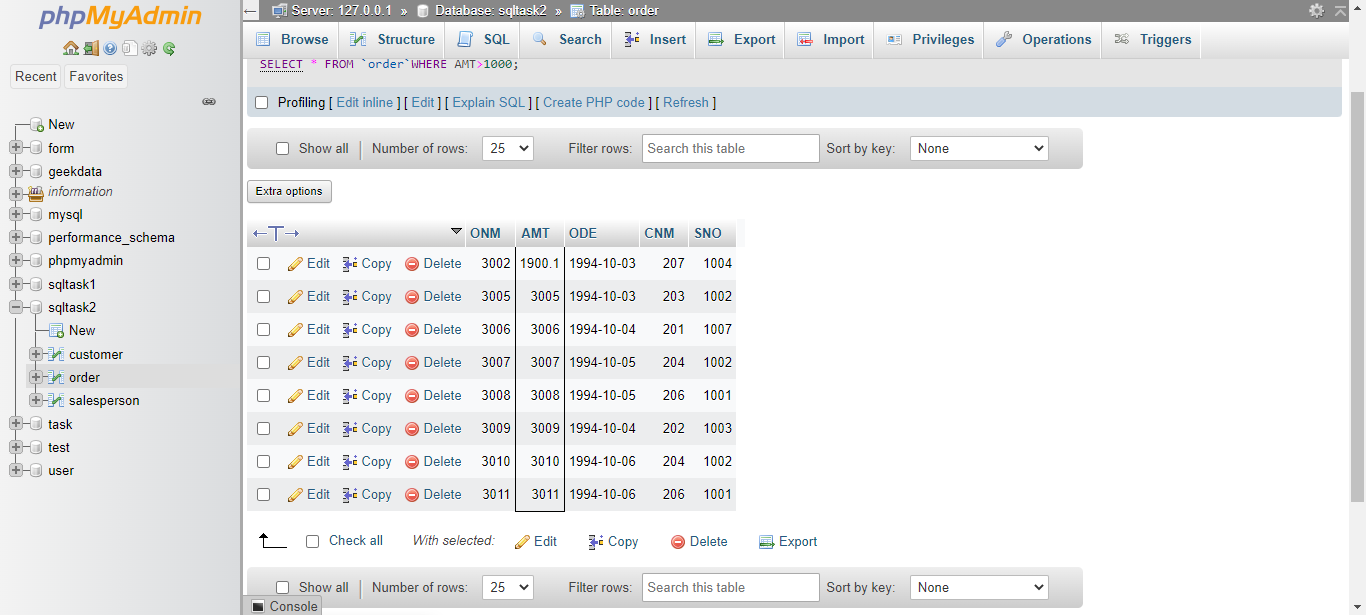 phpMyAdmin
Recent Favorites
New
form
geekdata
information
mysql
performance_schema
phpmyadmin
sqltask1
sqltask2
New
customer
order
salesperson
task
test
user
Server: 127.0.0.1 » Database: sqltask2 » Table: order
Browse Structure SQL Search Insert Export Import Privileges Operations Triggers
SELECT * FROM `order`WHERE AMT>1000;
Profiling [ Edit inline ] [ Edit ] [ Explain SQL ] [ Create PHP code ] [ Refresh ]
Show all | Number of rows: 25 Filter rows: Search this table Sort by key: None
Extra options
←T→ ONM AMT ODE CNM SNO
Edit Copy Delete 3002 1900.1 1994-10-03 207 1004
Edit Copy Delete 3005 3005 1994-10-03 203 1002
Edit Copy Delete 3006 3006 1994-10-04 201 1007
Edit Copy Delete 3007 3007 1994-10-05 204 1002
Edit Copy Delete 3008 3008 1994-10-05 206 1001
Edit Copy Delete 3009 3009 1994-10-04 202 1003
Edit Copy Delete 3010 3010 1994-10-06 204 1002
Edit Copy Delete 3011 3011 1994-10-06 206 1001
Check all With selected: Edit Copy Delete Export
Show all | Number of rows: 25 Filter rows: Search this table Sort by key: None
Console